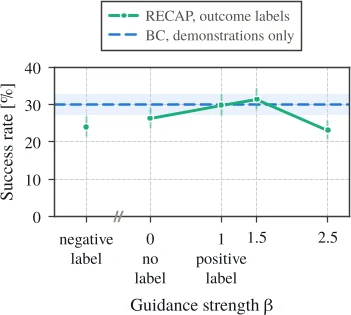 RECAP, outcome labels
BC, demonstrations only
Success rate [%]
40
30
20
10
0
negative
label
0
no
label
1
positive
label
1.5
2.5
Guidance strength β